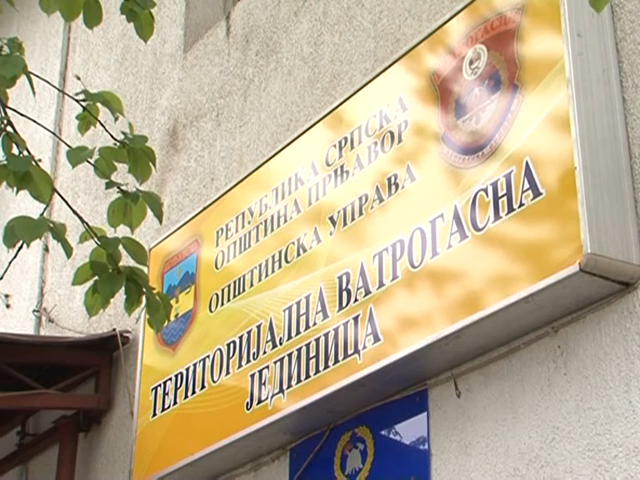 РЕПУБЛИКА СРПСКА
ОПШТИНА ПРЊАВОР
ОПШТИНСКА УПРАВА
ТЕРИТОРИЈАЛНА ВАТРОГАСНА
ЈЕДИНИЦА